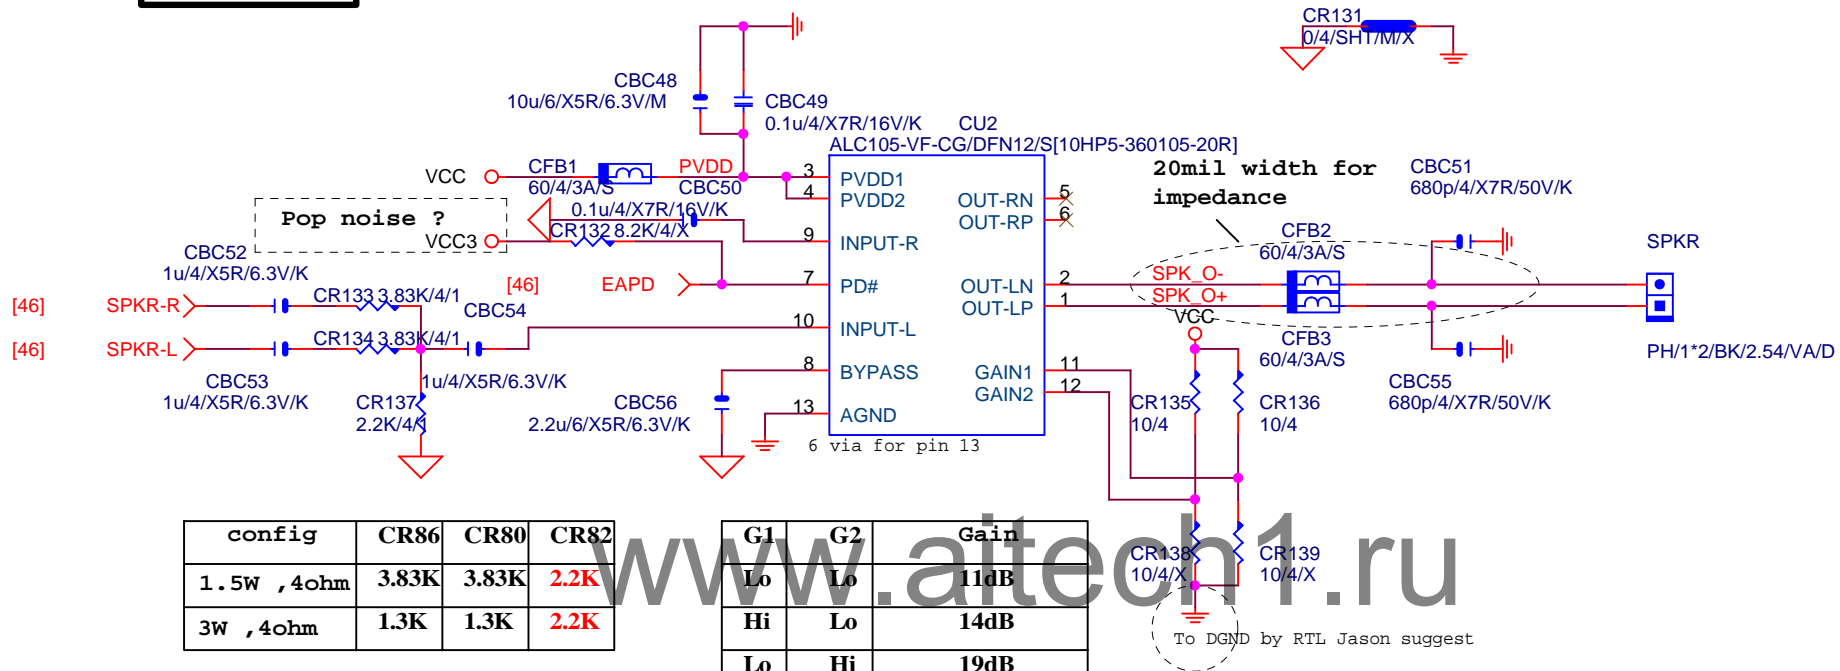 CR131
0/4/SHT/M/X
CBC48
10u/6/X5R/6.3V/M
CBC49
0.1u/4/X7R/16V/K
CU2
ALC105-VF-CG/DFN12/S[10HP5-360105-20R]
20mil width for
impedance
CBC51
680p/4/X7R/50V/K
VCC
CFB1
60/4/3A/S
PVDD
CBC50
0.1u/4/X7R/16V/K
3
4
PVDD1
PVDD2
OUT-RN
OUT-RP
5
6
Pop noise ?
VCC3
CR132
8.2K/4/X
9
INPUT-R
CFB2
60/4/3A/S
SPKR
CBC52
1u/4/X5R/6.3V/K
[46]
EAPD
7
PD#
OUT-LN
2
SPK_O-
[46]
SPKR-R
CR133
3.83K/4/1
CBC54
OUT-LP
1
SPK_O+
VCC
10
INPUT-L
[46]
SPKR-L
CR134
3.83K/4/1
CFB3
60/4/3A/S
PH/1*2/BK/2.54/VA/D
CBC53
1u/4/X5R/6.3V/K
1u/4/X5R/6.3V/K
8
BYPASS
GAIN1
11
GAIN2
12
CBC55
680p/4/X7R/50V/K
CR137
2.2K/4/1
CBC56
2.2u/6/X5R/6.3V/K
13
AGND
CR135
10/4
CR136
10/4
6 via for pin 13
config CR86 CR80 CR82
1.5W ,4ohm 3.83K 3.83K 2.2K
3W ,4ohm 1.3K 1.3K 2.2K
G1 G2 Gain
Lo Lo 11dB
Hi Lo 14dB
Lo Hi 19dB
CR138
10/4/X
CR139
10/4/X
To DGND by RTL Jason suggest
www.aitech1.ru